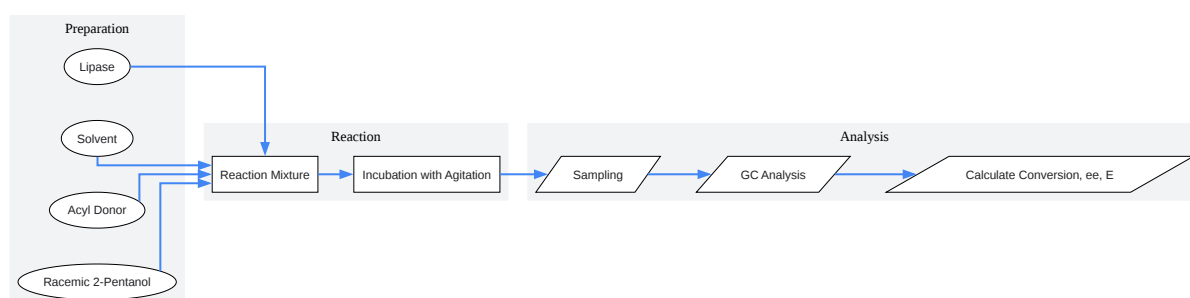 Preparation
Lipase
Solvent
Acyl Donor
Racemic 2-Pentanol
Reaction
Reaction Mixture
Incubation with Agitation
Analysis
Sampling
GC Analysis
Calculate Conversion, ee, E